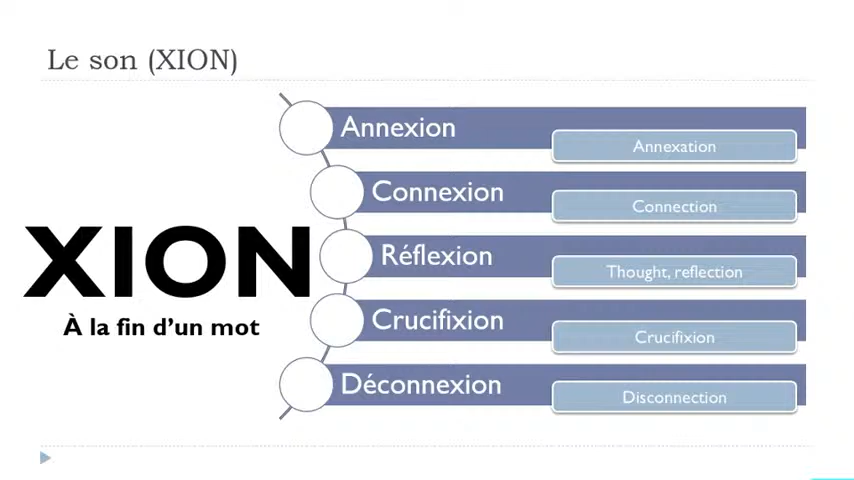 Le son (XION)
XION
À la fin d'un mot
Annexion
Annexation
Connexion
Connection
Réflexion
Thought, reflection
Crucifixion
Crucifixion
Déconnexion
Disconnection